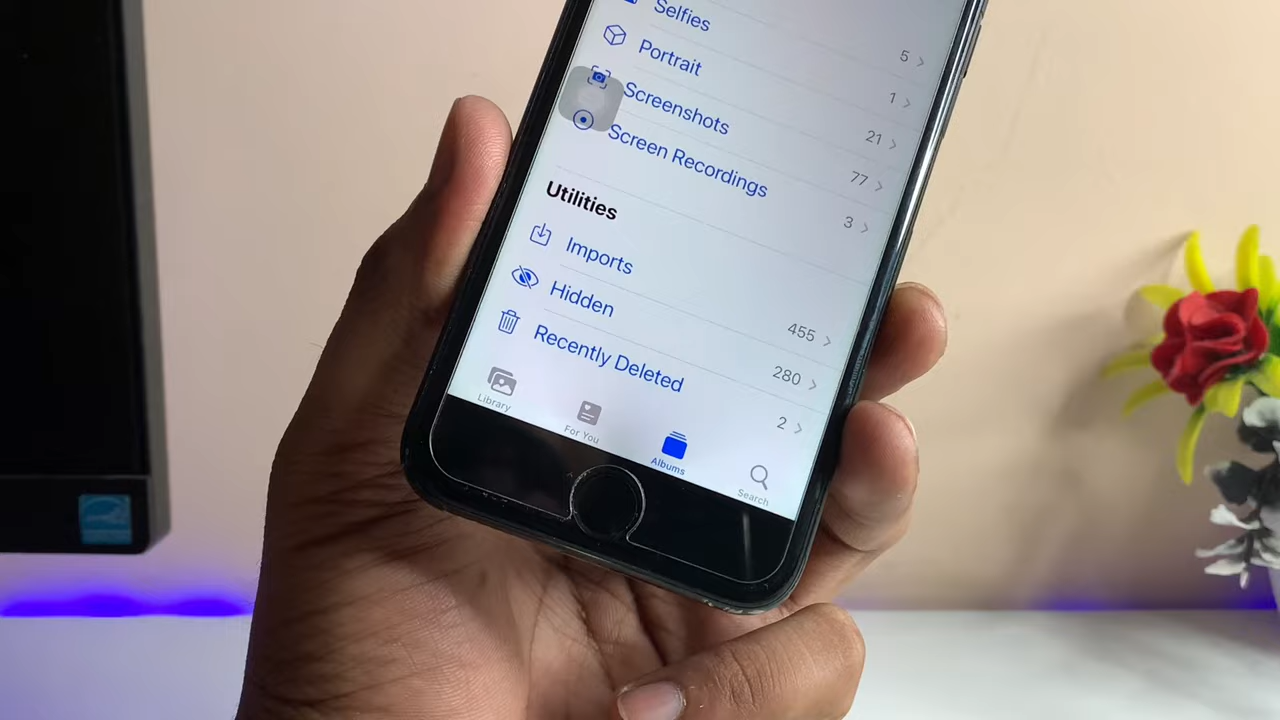 5
Selfies 1
Portrait 21
Screenshots 77
Screen Recordings 3
Utilities
Imports 455
Hidden 280
Recently Deleted 2
Library For You Albums Search